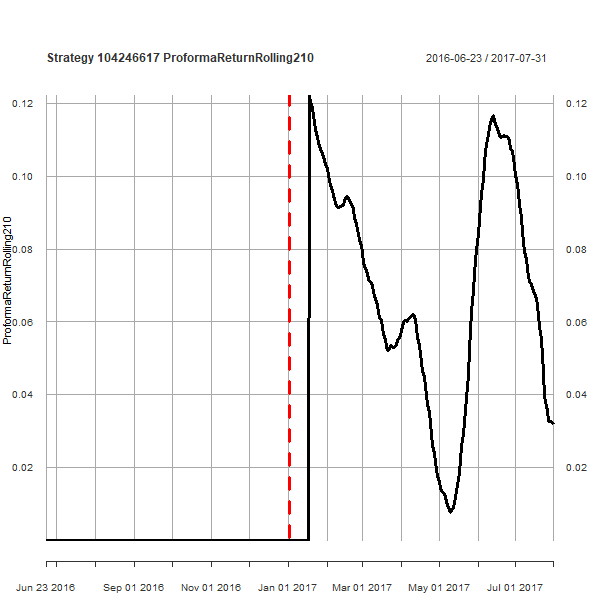 Strategy 104246617 ProformaReturnRolling210
2016-06-23 / 2017-07-31
ProformaReturnRolling210
0.12
0.10
0.08
0.06
0.04
0.02
0.12
0.10
0.08
0.06
0.04
0.02
Jun 23 2016
Sep 01 2016
Nov 01 2016
Jan 01 2017
Mar 01 2017
May 01 2017
Jul 01 2017